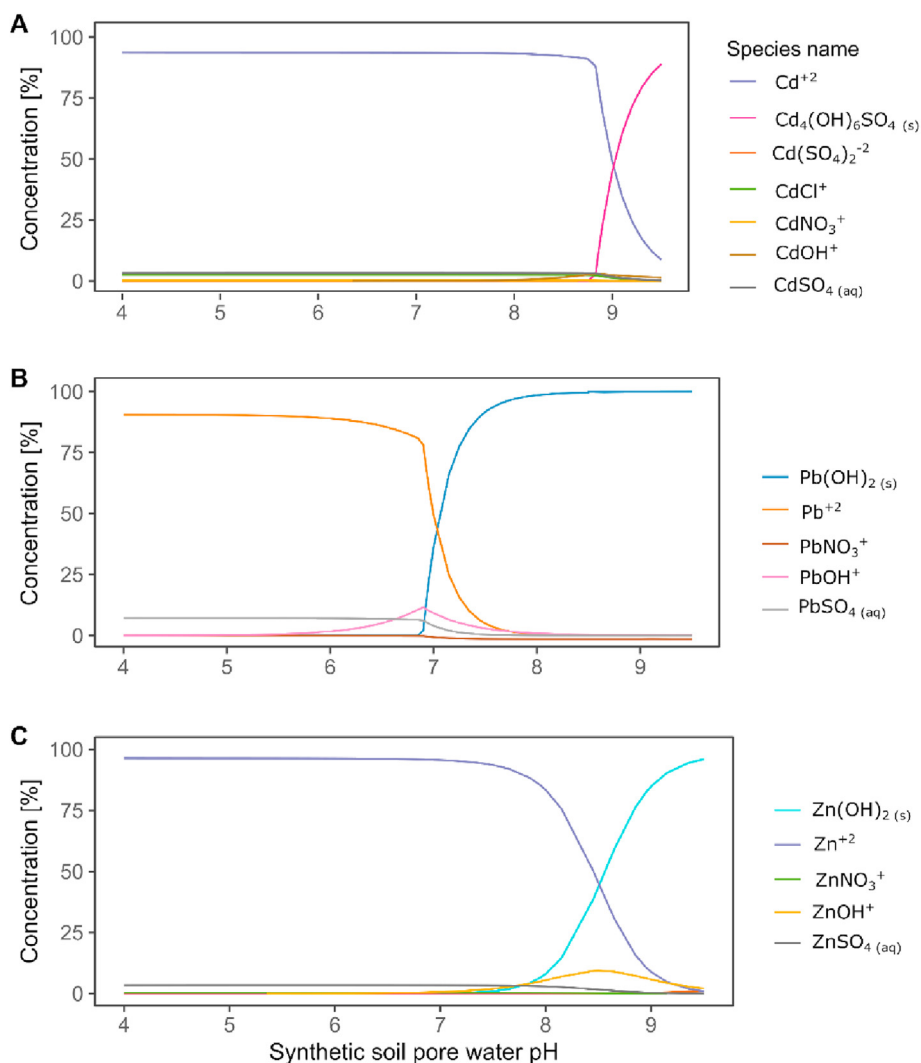 A
Concentration [%]
100
75
50
25
0
4 5 6 7 8 9
Species name
Cd⁺²
Cd₄(OH)₆SO₄ (s)
Cd(SO₄)₂⁻²
CdCl⁺
CdNO₃⁺
CdOH⁺
CdSO₄ (aq)
B
Concentration [%]
100
75
50
25
0
4 5 6 7 8 9
Pb(OH)₂ (s)
Pb⁺²
PbNO₃⁺
PbOH⁺
PbSO₄ (aq)
C
Concentration [%]
100
75
50
25
0
4 5 6 7 8 9
Synthetic soil pore water pH
Zn(OH)₂ (s)
Zn⁺²
ZnNO₃⁺
ZnOH⁺
ZnSO₄ (aq)